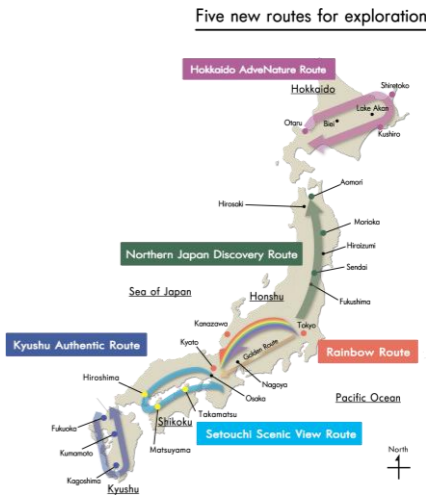 Five new routes for exploration
Hokkaido AdveNature Route
Hokkaido
Shiretoko
Lake Akan
Biei
Otaru
Kushiro
Aomori
Hirosaki
Morioka
Northern Japan Discovery Route
Hiraizumi
Sendai
Sea of Japan
Honshu
Fukushima
Kanazawa
Tokyo
Kyushu Authentic Route
Kyoto
Golden Route
Rainbow Route
Hiroshima
Nagoya
Osaka
Pacific Ocean
Shikoku
Takamatsu
Fukuoka
Setouchi Scenic View Route
Matsuyama
Kumamoto
North
Kagoshima
Kyushu